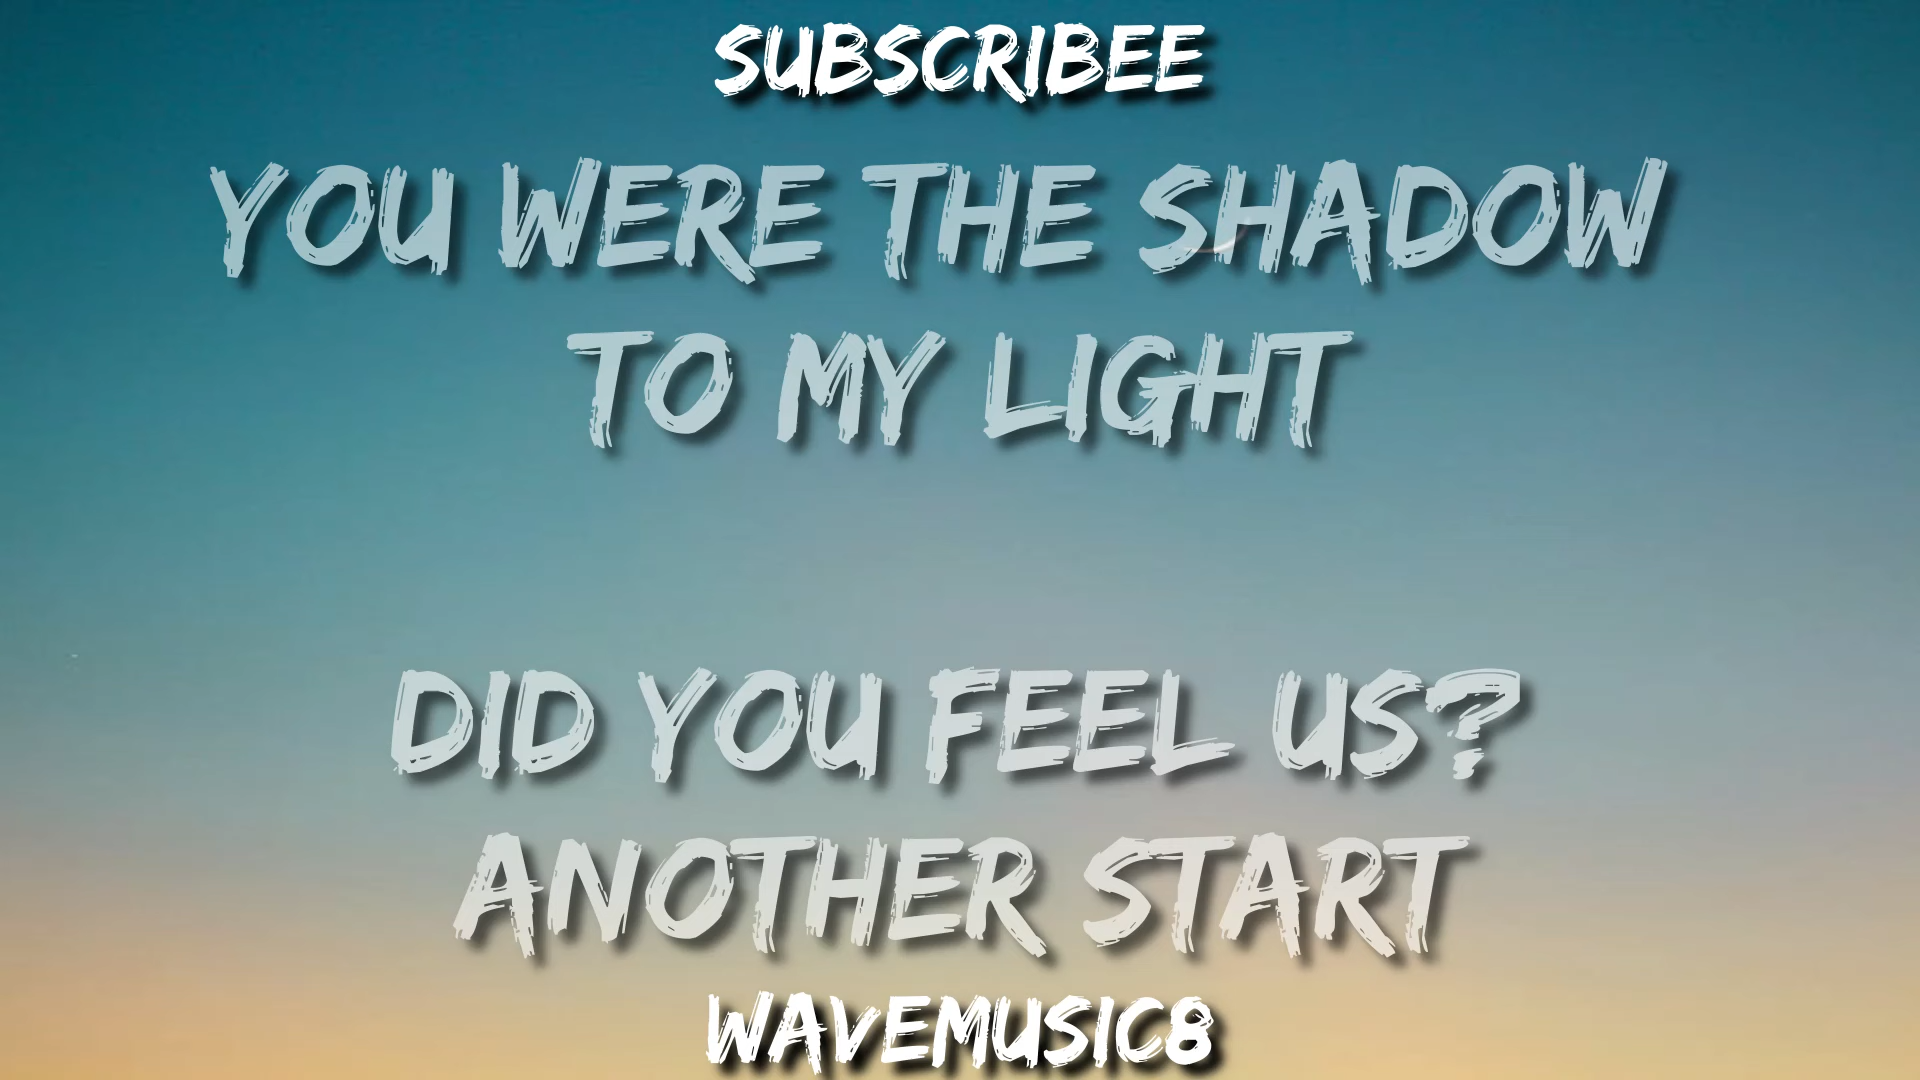 SUBSCRIBEE
YOU WERE THE SHADOW
TO MY LIGHT
DID YOU FEEL US?
ANOTHER START
WAVEMUSIC8